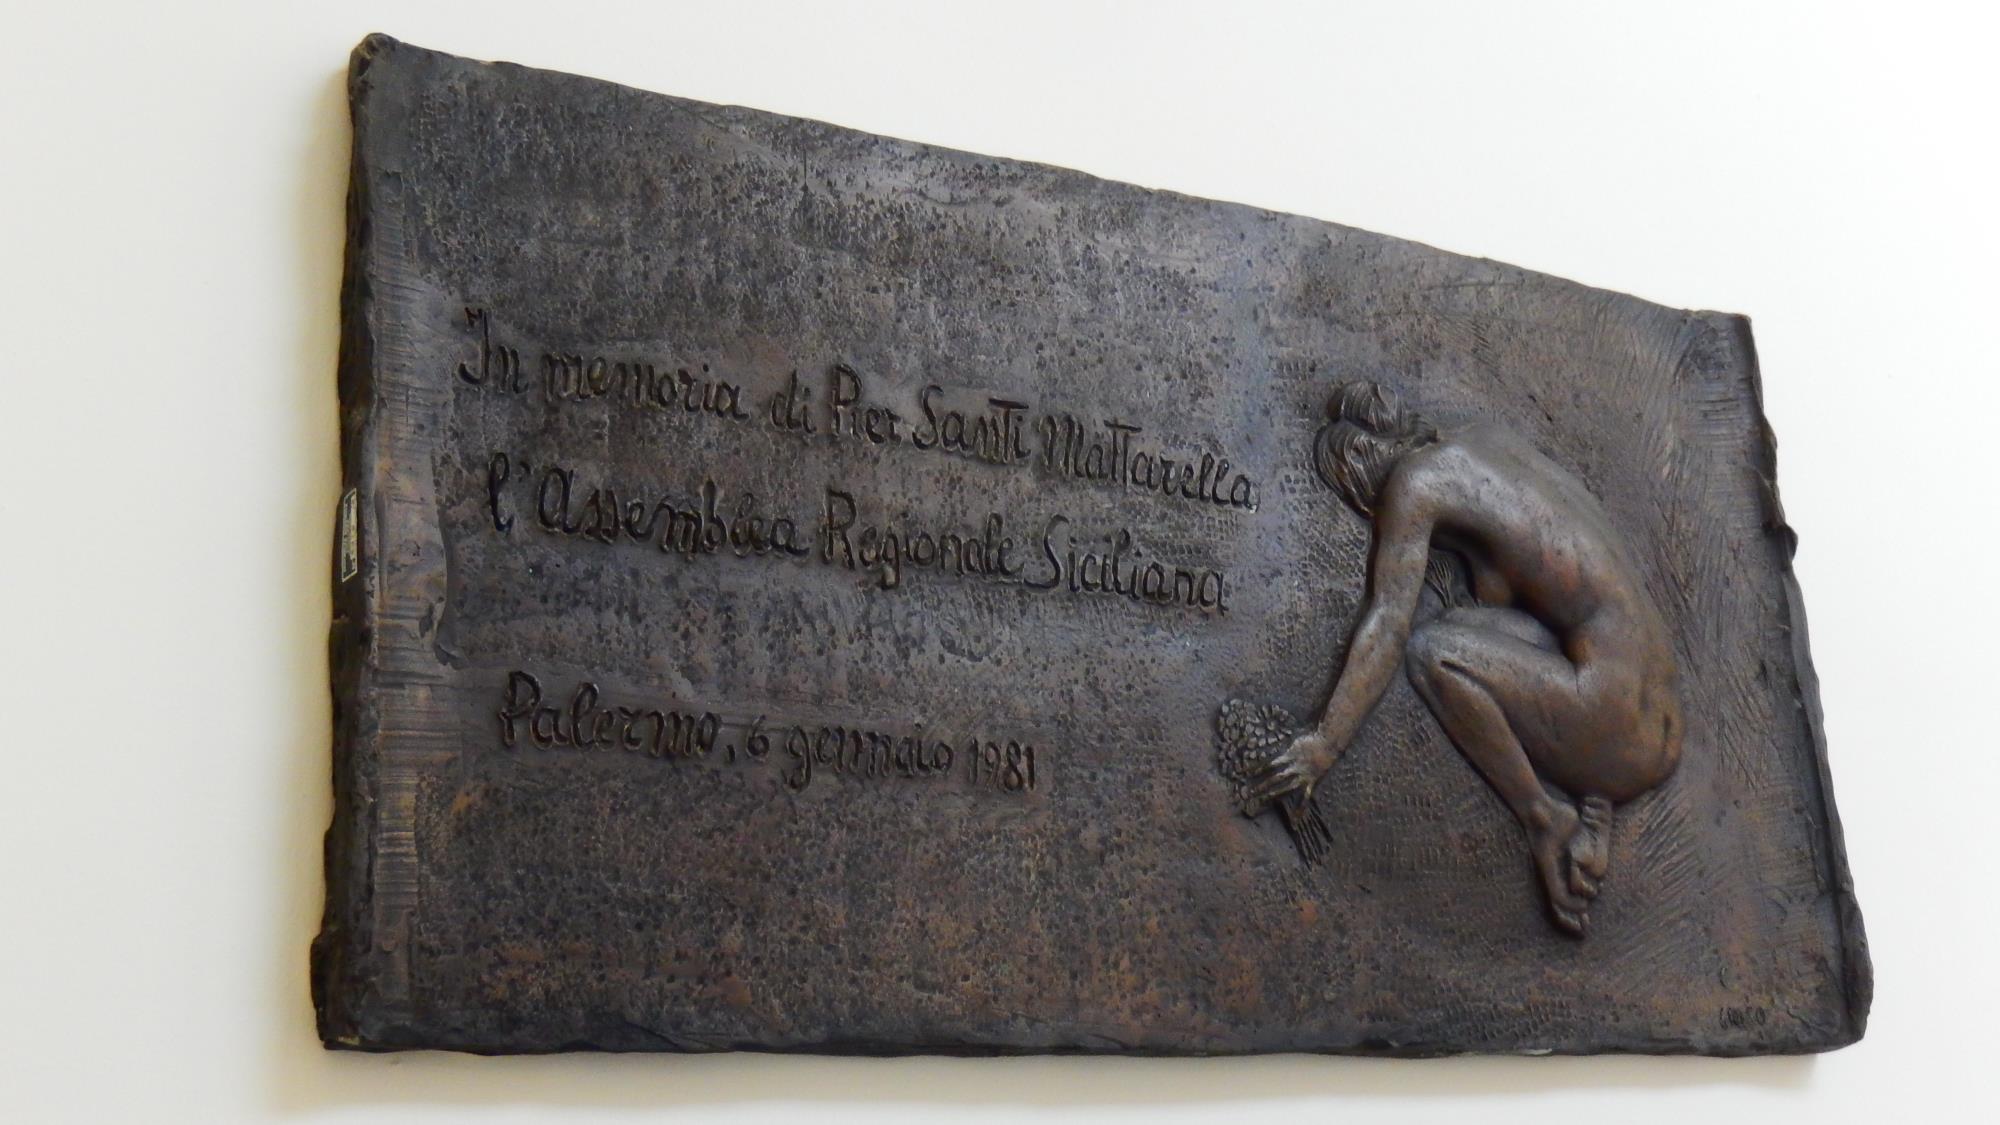 In memoria di Pier Santi Mattarella,
l'Assemblea Regionale Siciliana
Palermo, 6 gennaio 1981